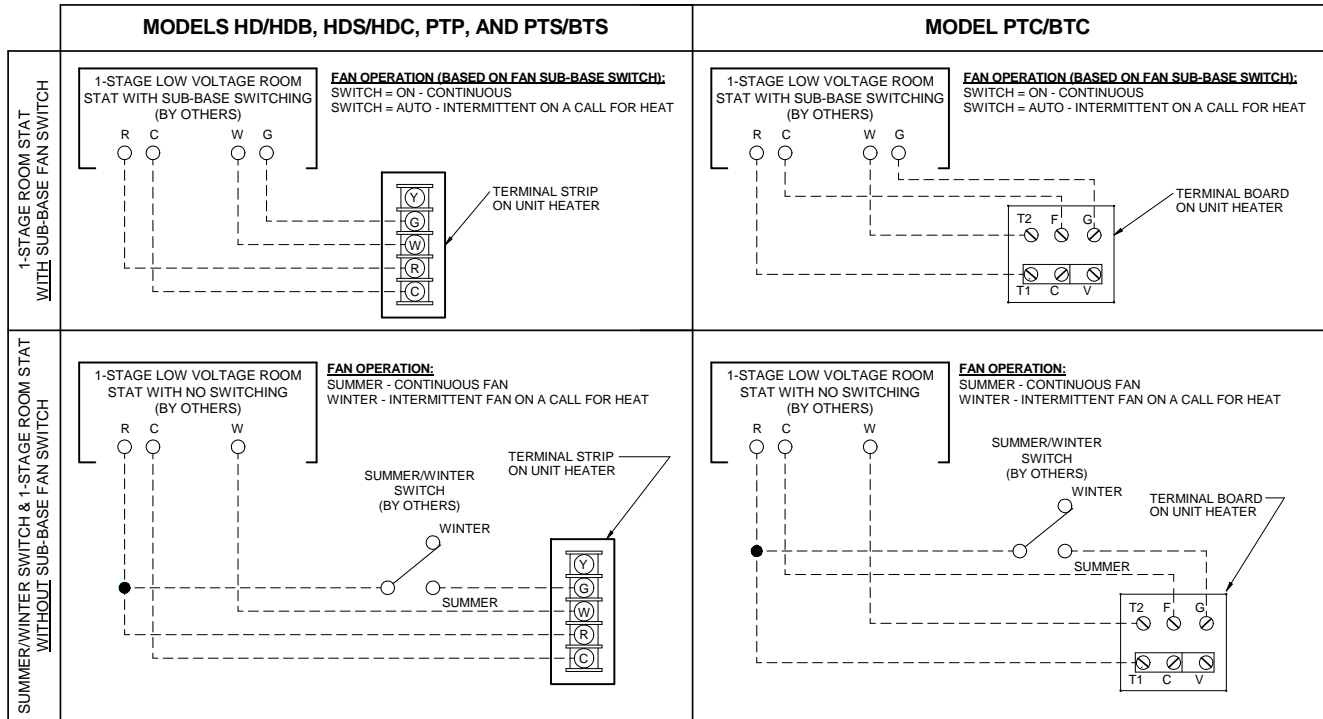 MODELS HD/HDB, HDS/HDC, PTP, AND PTS/BTS
MODEL PTC/BTC
1-STAGE ROOM STAT
WITH SUB-BASE FAN SWITCH
1-STAGE LOW VOLTAGE ROOM
STAT WITH SUB-BASE SWITCHING
(BY OTHERS)
R C W G
FAN OPERATION (BASED ON FAN SUB-BASE SWITCH):
SWITCH = ON - CONTINUOUS
SWITCH = AUTO - INTERMITTENT ON A CALL FOR HEAT
TERMINAL STRIP
ON UNIT HEATER
Y
G
W
R
C
1-STAGE LOW VOLTAGE ROOM
STAT WITH SUB-BASE SWITCHING
(BY OTHERS)
R C W G
FAN OPERATION (BASED ON FAN SUB-BASE SWITCH):
SWITCH = ON - CONTINUOUS
SWITCH = AUTO - INTERMITTENT ON A CALL FOR HEAT
TERMINAL BOARD
ON UNIT HEATER
T2 F G
T1 C V
SUMMER/WINTER SWITCH & 1-STAGE ROOM STAT
WITHOUT SUB-BASE FAN SWITCH
1-STAGE LOW VOLTAGE ROOM
STAT WITH NO SWITCHING
(BY OTHERS)
R C W
FAN OPERATION:
SUMMER - CONTINUOUS FAN
WINTER - INTERMITTENT FAN ON A CALL FOR HEAT
TERMINAL STRIP
ON UNIT HEATER
SUMMER/WINTER
SWITCH
(BY OTHERS)
WINTER
SUMMER
Y
G
W
R
C
1-STAGE LOW VOLTAGE ROOM
STAT WITH NO SWITCHING
(BY OTHERS)
R C W
FAN OPERATION:
SUMMER - CONTINUOUS FAN
WINTER - INTERMITTENT FAN ON A CALL FOR HEAT
SUMMER/WINTER
SWITCH
(BY OTHERS)
WINTER
SUMMER
TERMINAL BOARD
ON UNIT HEATER
T2 F G
T1 C V